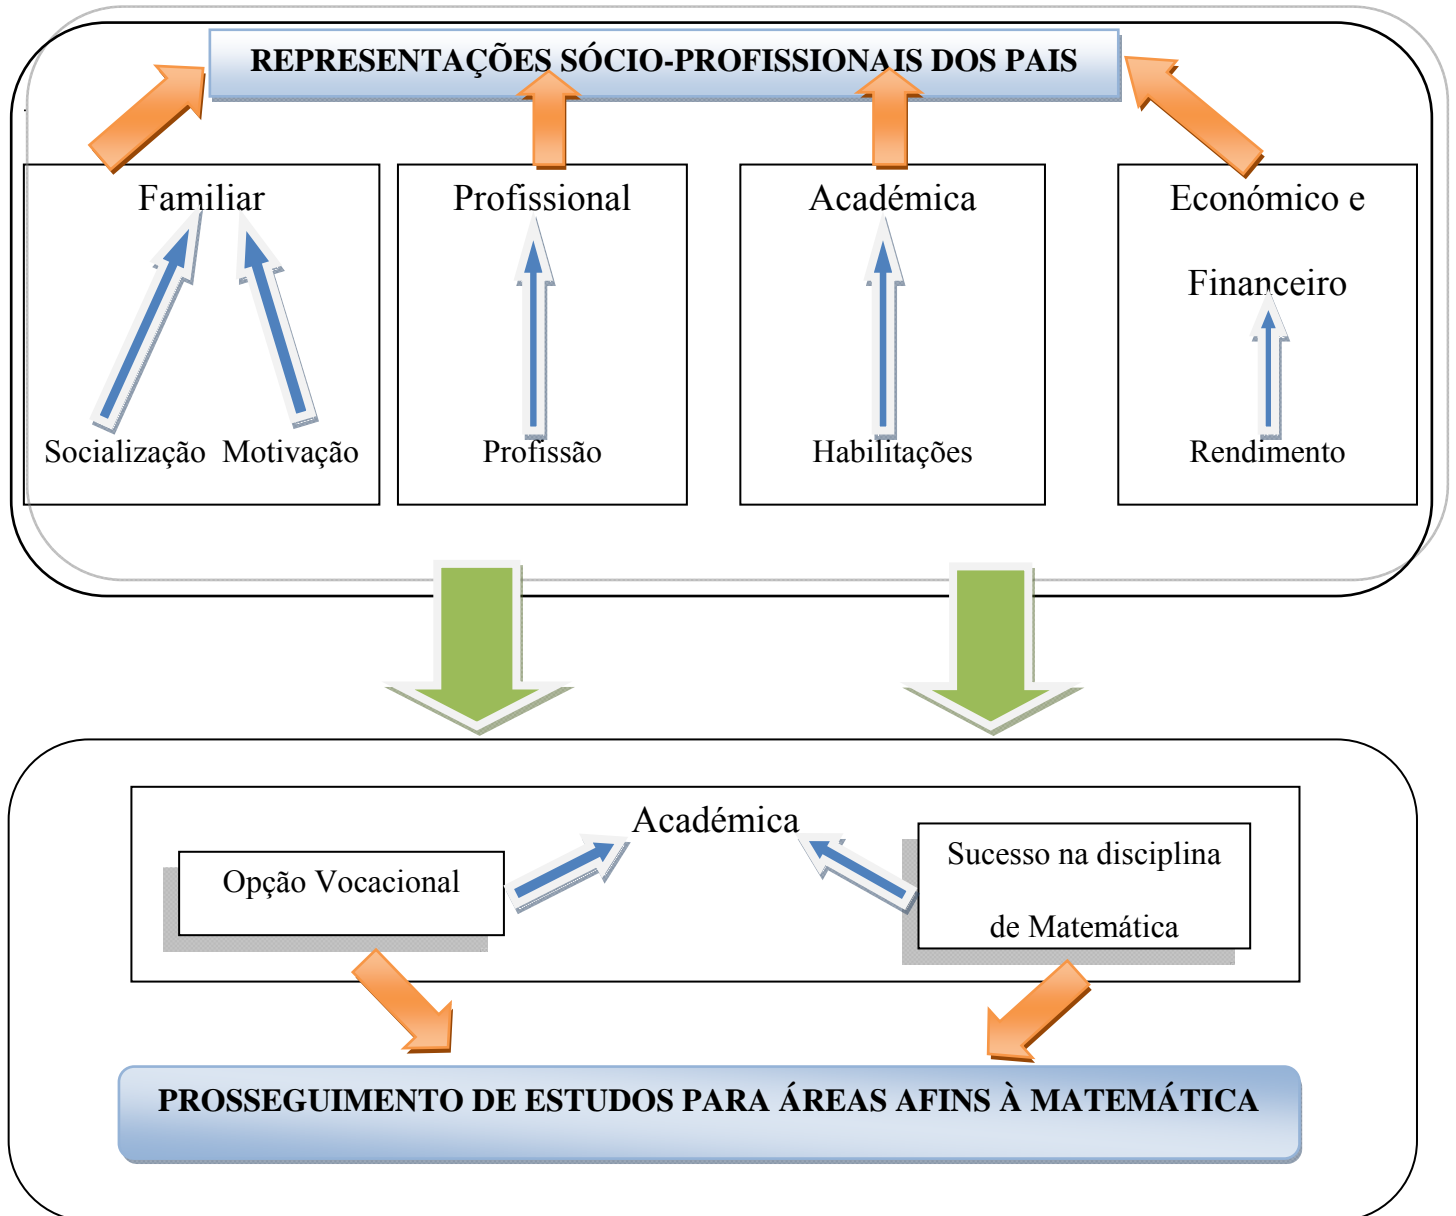 REPRESENTAÇÕES SÓCIO-PROFISSIONAIS DOS PAIS
Familiar
Socialização Motivação
Profissional
Profissão
Académica
Habilitações
Económico e
Financeiro
Rendimento
Académica
Opção Vocacional
Sucesso na disciplina
de Matemática
PROSSEGUIMENTO DE ESTUDOS PARA ÁREAS AFINS À MATEMÁTICA